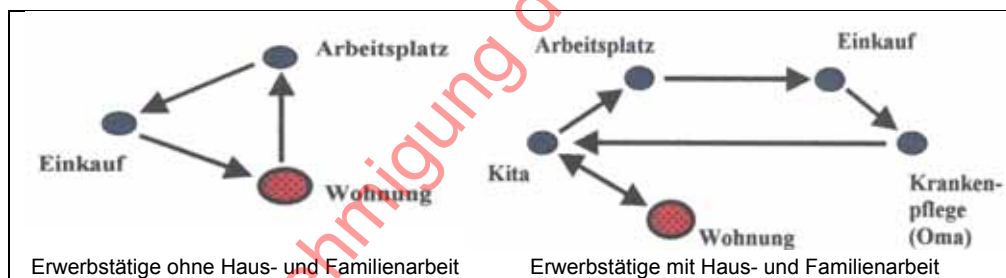 Arbeitsplatz
Einkauf
Wohnung
Erwerbstätige ohne Haus- und Familienarbeit
Arbeitsplatz
Einkauf
Kita
Kranken-
pflege
(Oma)
Wohnung
Erwerbstätige mit Haus- und Familienarbeit